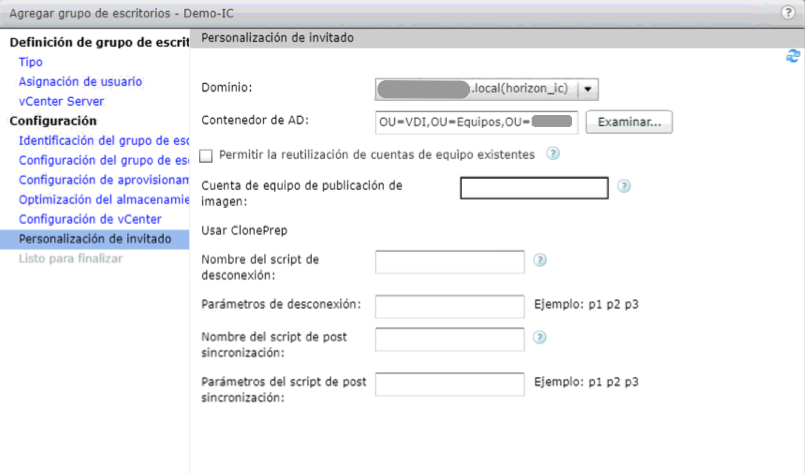 Agregar grupo de escritorios - Demo-IC
?
Definición de grupo de escrit
Tipo
Asignación de usuario
vCenter Server
Configuración
Identificación del grupo de esc
Configuración del grupo de es
Configuración de aprovisionam
Optimización del almacenamie
Configuración de vCenter
Personalización de invitado
Listo para finalizar
Personalización de invitado
Dominio:
.local(horizon_ic)
Contenedor de AD:
OU=VDI,OU=Equipos,OU=
Examinar...
Permitir la reutilización de cuentas de equipo existentes ?
Cuenta de equipo de publicación de
imagen:
?
Usar ClonePrep
Nombre del script de
desconexión:
?
Parámetros de desconexión:
Ejemplo: p1 p2 p3
Nombre del script de post
sincronización:
?
Parámetros del script de post
sincronización:
Ejemplo: p1 p2 p3